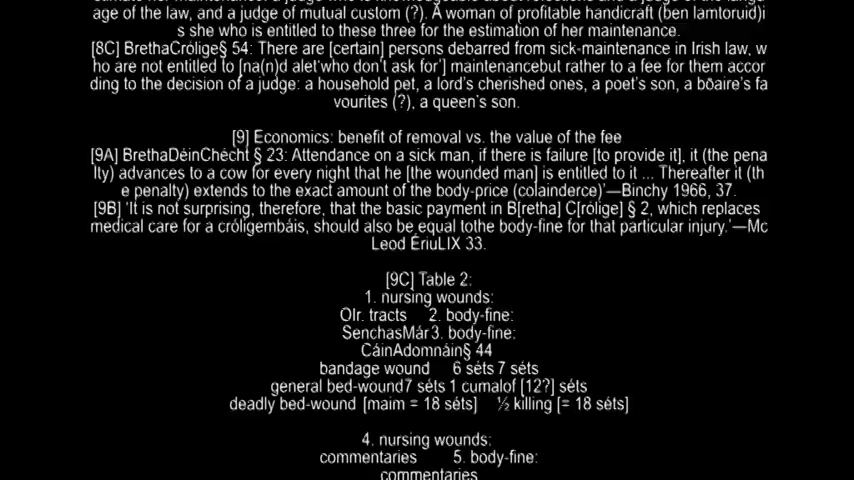 age of the law, and a judge of mutual custom (?). A woman of profitable handicraft (ben lamtoruid)i
s she who is entitled to these three for the estimation of her maintenance.
[8C] BrethaCrólige§ 54: There are [certain] persons debarred from sick-maintenance in Irish law, w
ho are not entitled to [na(n)d alet‘who don’t ask for’] maintenancebut rather to a fee for them accor
ding to the decision of a judge: a household pet, a lord’s cherished ones, a poet’s son, a bōaire’s fa
vourites (?), a queen’s son.
[9] Economics: benefit of removal vs. the value of the fee
[9A] BrethaDéinChécht § 23: Attendance on a sick man, if there is failure [to provide it], it (the pena
lty) advances to a cow for every night that he [the wounded man] is entitled to it ... Thereafter it (th
e penalty) extends to the exact amount of the body-price (colainderce)’—Binchy 1966, 37.
[9B] ‘It is not surprising, therefore, that the basic payment in B[retha] C[rólige] § 2, which replaces
medical care for a cróligembáis, should also be equal tothe body-fine for that particular injury.’—Mc
Leod ÉriuLIX 33.
[9C] Table 2:
1. nursing wounds:
OIr. tracts 2. body-fine:
SenchasMár3. body-fine:
CáinAdomnáin§ 44
bandage wound 6 séts 7 séts
general bed-wound7 séts 1 cumalof [12?] séts
deadly bed-wound [maim = 18 séts] ½ killing [= 18 séts]
4. nursing wounds:
commentaries 5. body-fine:
commentaries